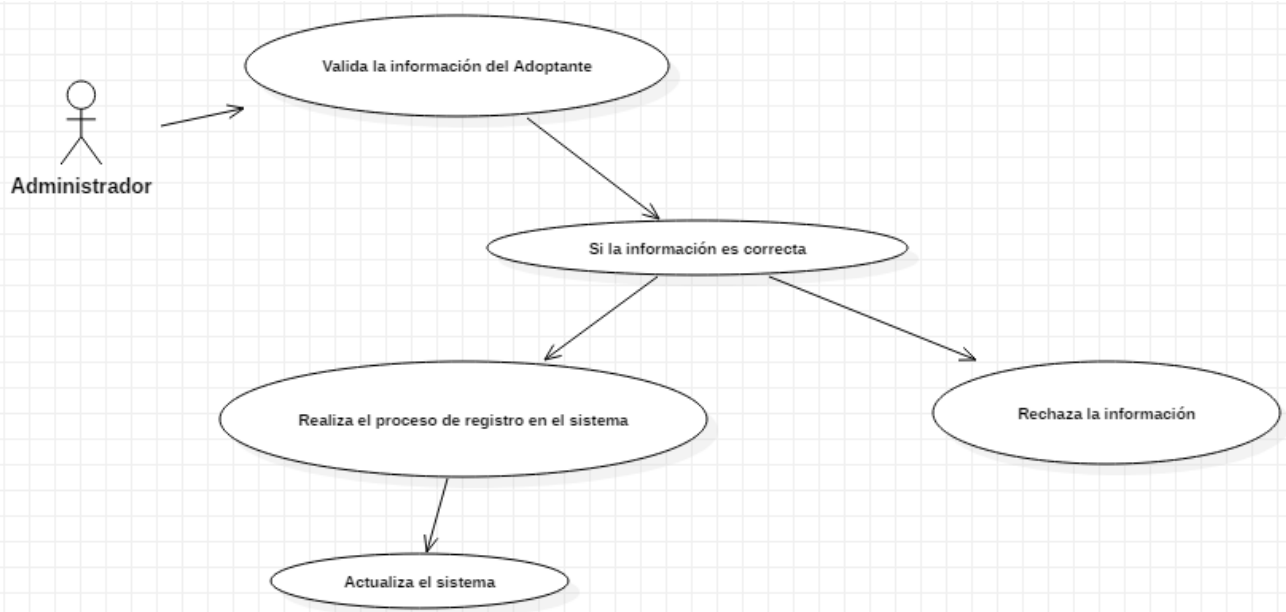 Valida la información del Adoptante
Administrador
Si la información es correcta
Realiza el proceso de registro en el sistema
Rechaza la información
Actualiza el sistema